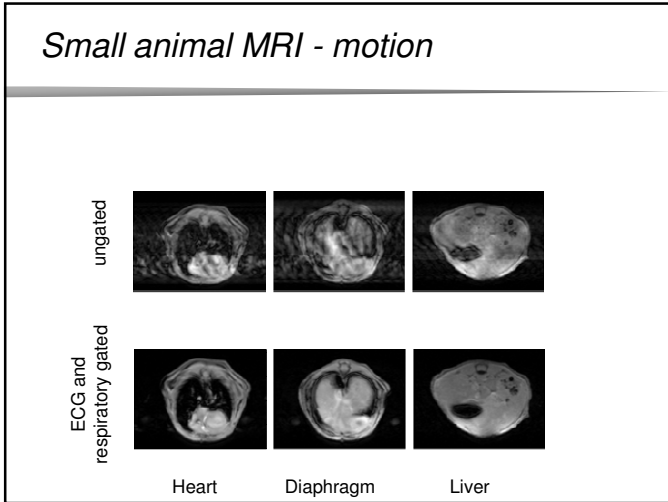 Small animal MRI - motion
ungated
ECG and
respiratory gated
Heart
Diaphragm
Liver